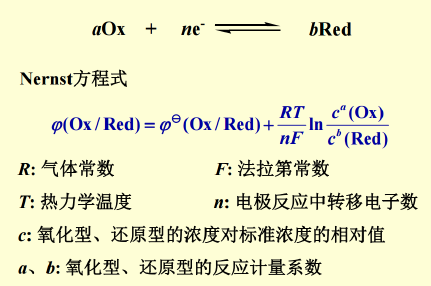 aOx + ne⁻ ⇌ bRed
Nernst方程式
φ(Ox / Red) = φ⊖(Ox / Red) + RT/nF ln cᵃ(Ox)/cᵇ(Red)
R: 气体常数 F: 法拉第常数
T: 热力学温度 n: 电极反应中转移电子数
c: 氧化型、还原型的浓度对标准浓度的相对值
a、b: 氧化型、还原型的反应计量系数